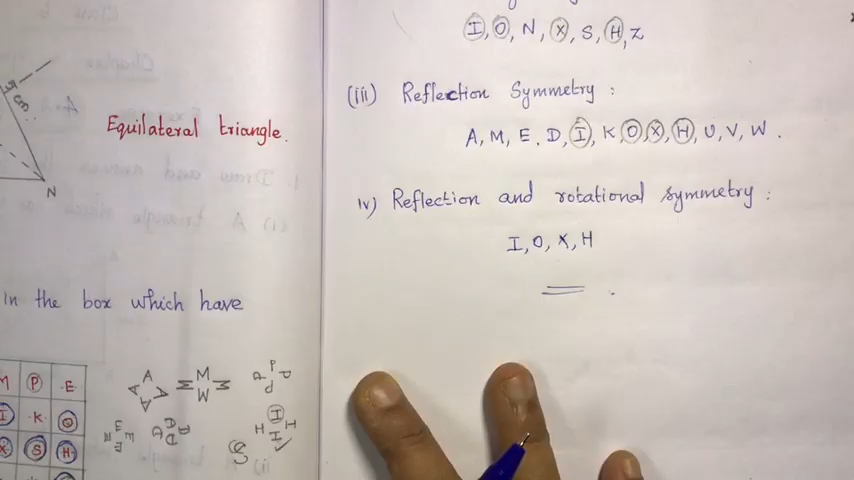 N
Equilateral triangle.
in the box which have
M P E
I K O
X S H
A
M
W
I, O, N, X, S, H, Z
(iii) Reflection Symmetry :
A, M, E, D, I, K, O, X, H, U, V, W .
iv) Reflection and rotational symmetry :
I, O, X, H